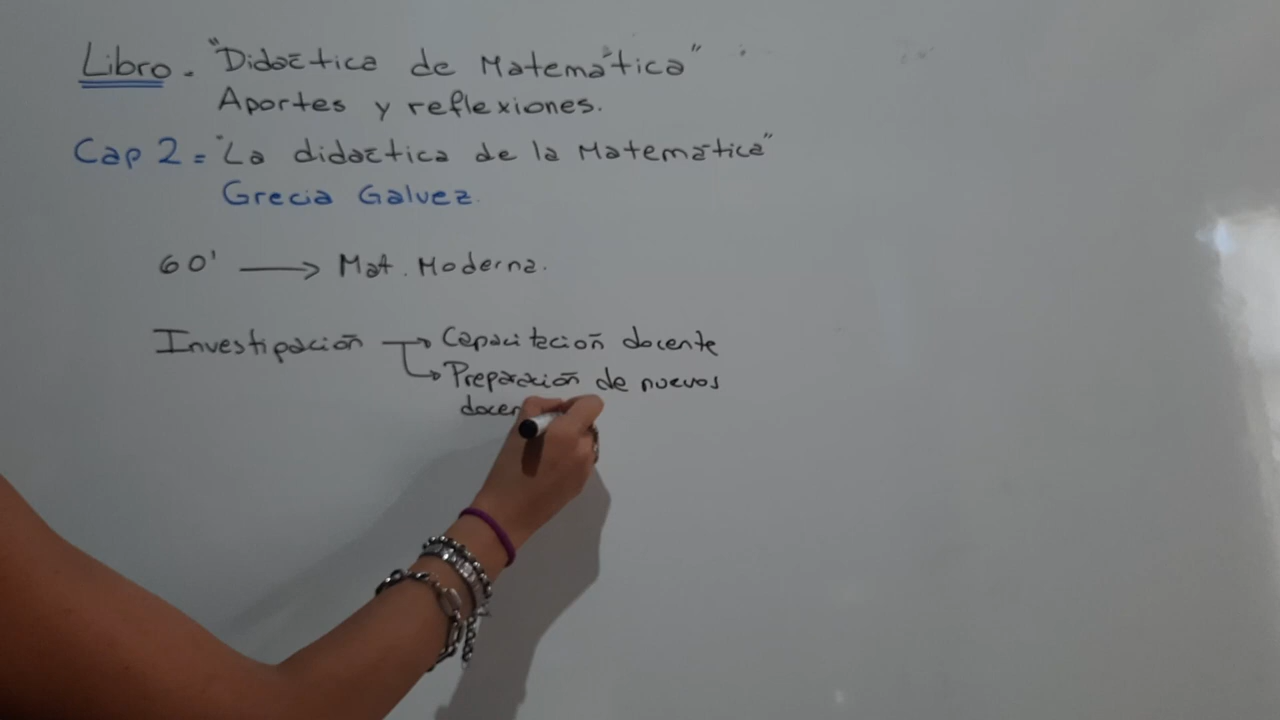 Libro. "Didáctica de Matemática"
Aportes y reflexiones.
Cap 2 = "La didáctica de la Matemática"
Grecia Galvez.
60' → Mat. Moderna.
Investigación → Capacitación docente
→ Preparación de nuevos